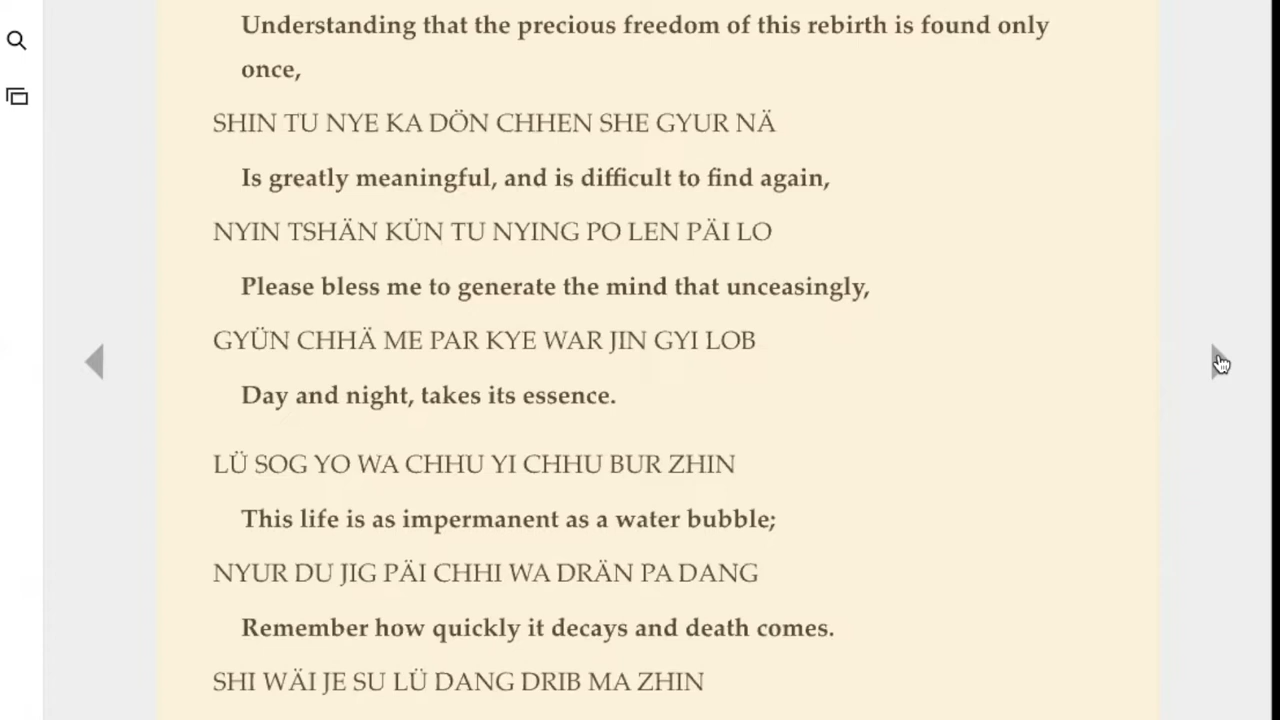 Understanding that the precious freedom of this rebirth is found only
once,
SHIN TU NYE KA DÖN CHHEN SHE GYUR NÄ
Is greatly meaningful, and is difficult to find again,
NYIN TSHÄN KÜN TU NYING PO LEN PÄI LO
Please bless me to generate the mind that unceasingly,
GYÜN CHHÄ ME PAR KYE WAR JIN GYI LOB
Day and night, takes its essence.
LÜ SOG YO WA CHHU YI CHHU BUR ZHIN
This life is as impermanent as a water bubble;
NYUR DU JIG PÄI CHHI WA DRÄN PA DANG
Remember how quickly it decays and death comes.
SHI WÄI JE SU LÜ DANG DRIB MA ZHIN